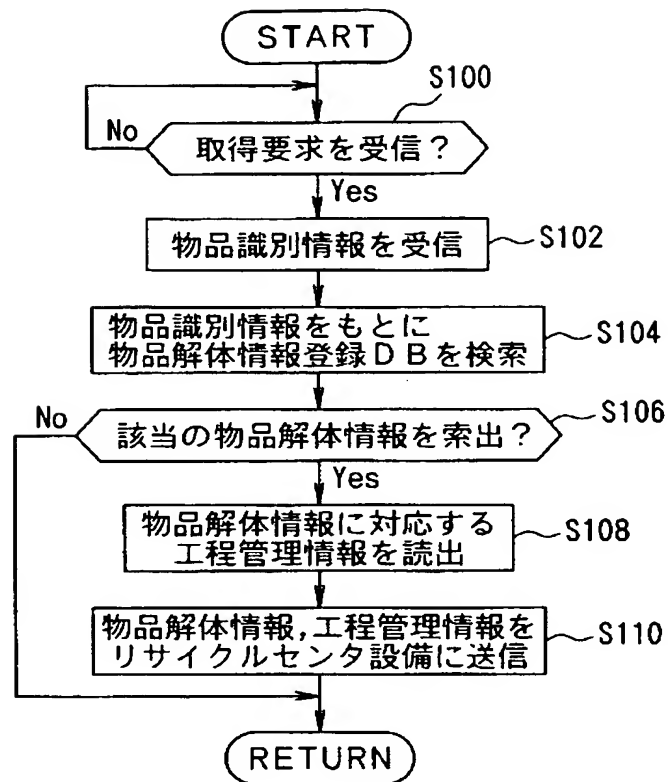 START
S100
No
取得要求を受信?
Yes
物品識別情報を受信
S102
物品識別情報をもとに
物品解体情報登録DBを検索
S104
No
S106
該当の物品解体情報を索出?
Yes
物品解体情報に対応する
工程管理情報を読出
S108
物品解体情報,工程管理情報を
リサイクルセンタ設備に送信
S110
RETURN